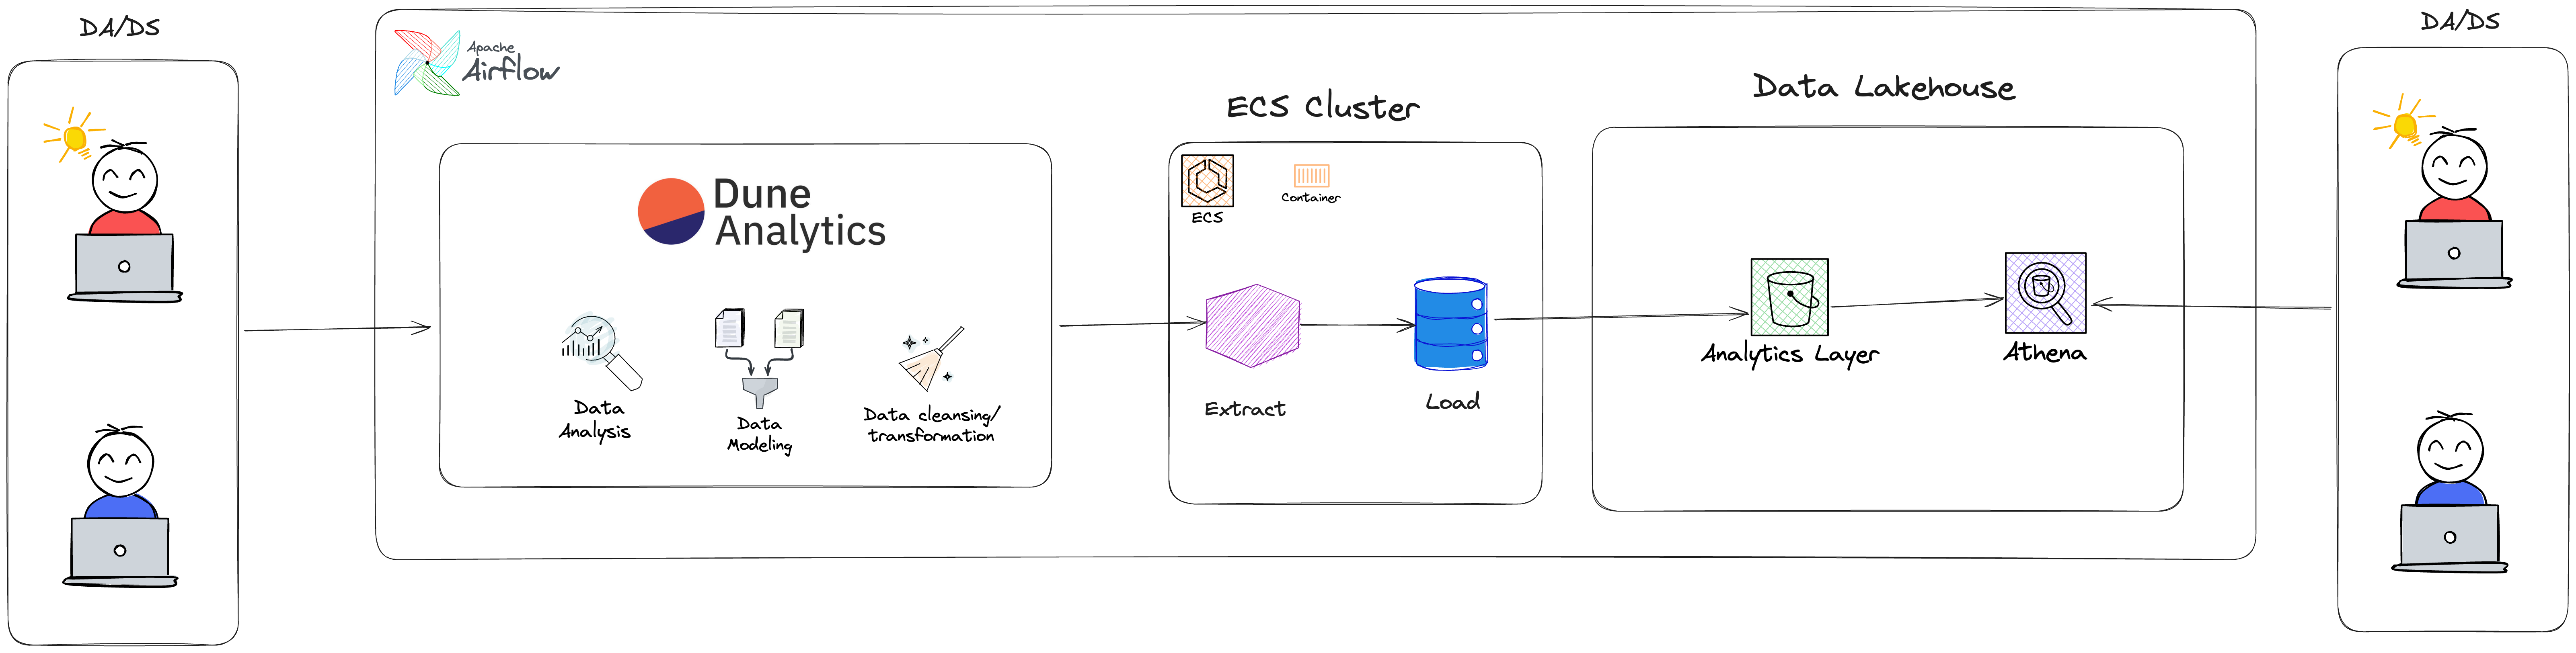 DA/DS
Apache
Airflow
Dune
Analytics
Data
Analysis
Data
Modeling
Data cleansing/
transformation
ECS Cluster
ECS
Container
Extract
Load
Data Lakehouse
Analytics Layer
Athena
DA/DS